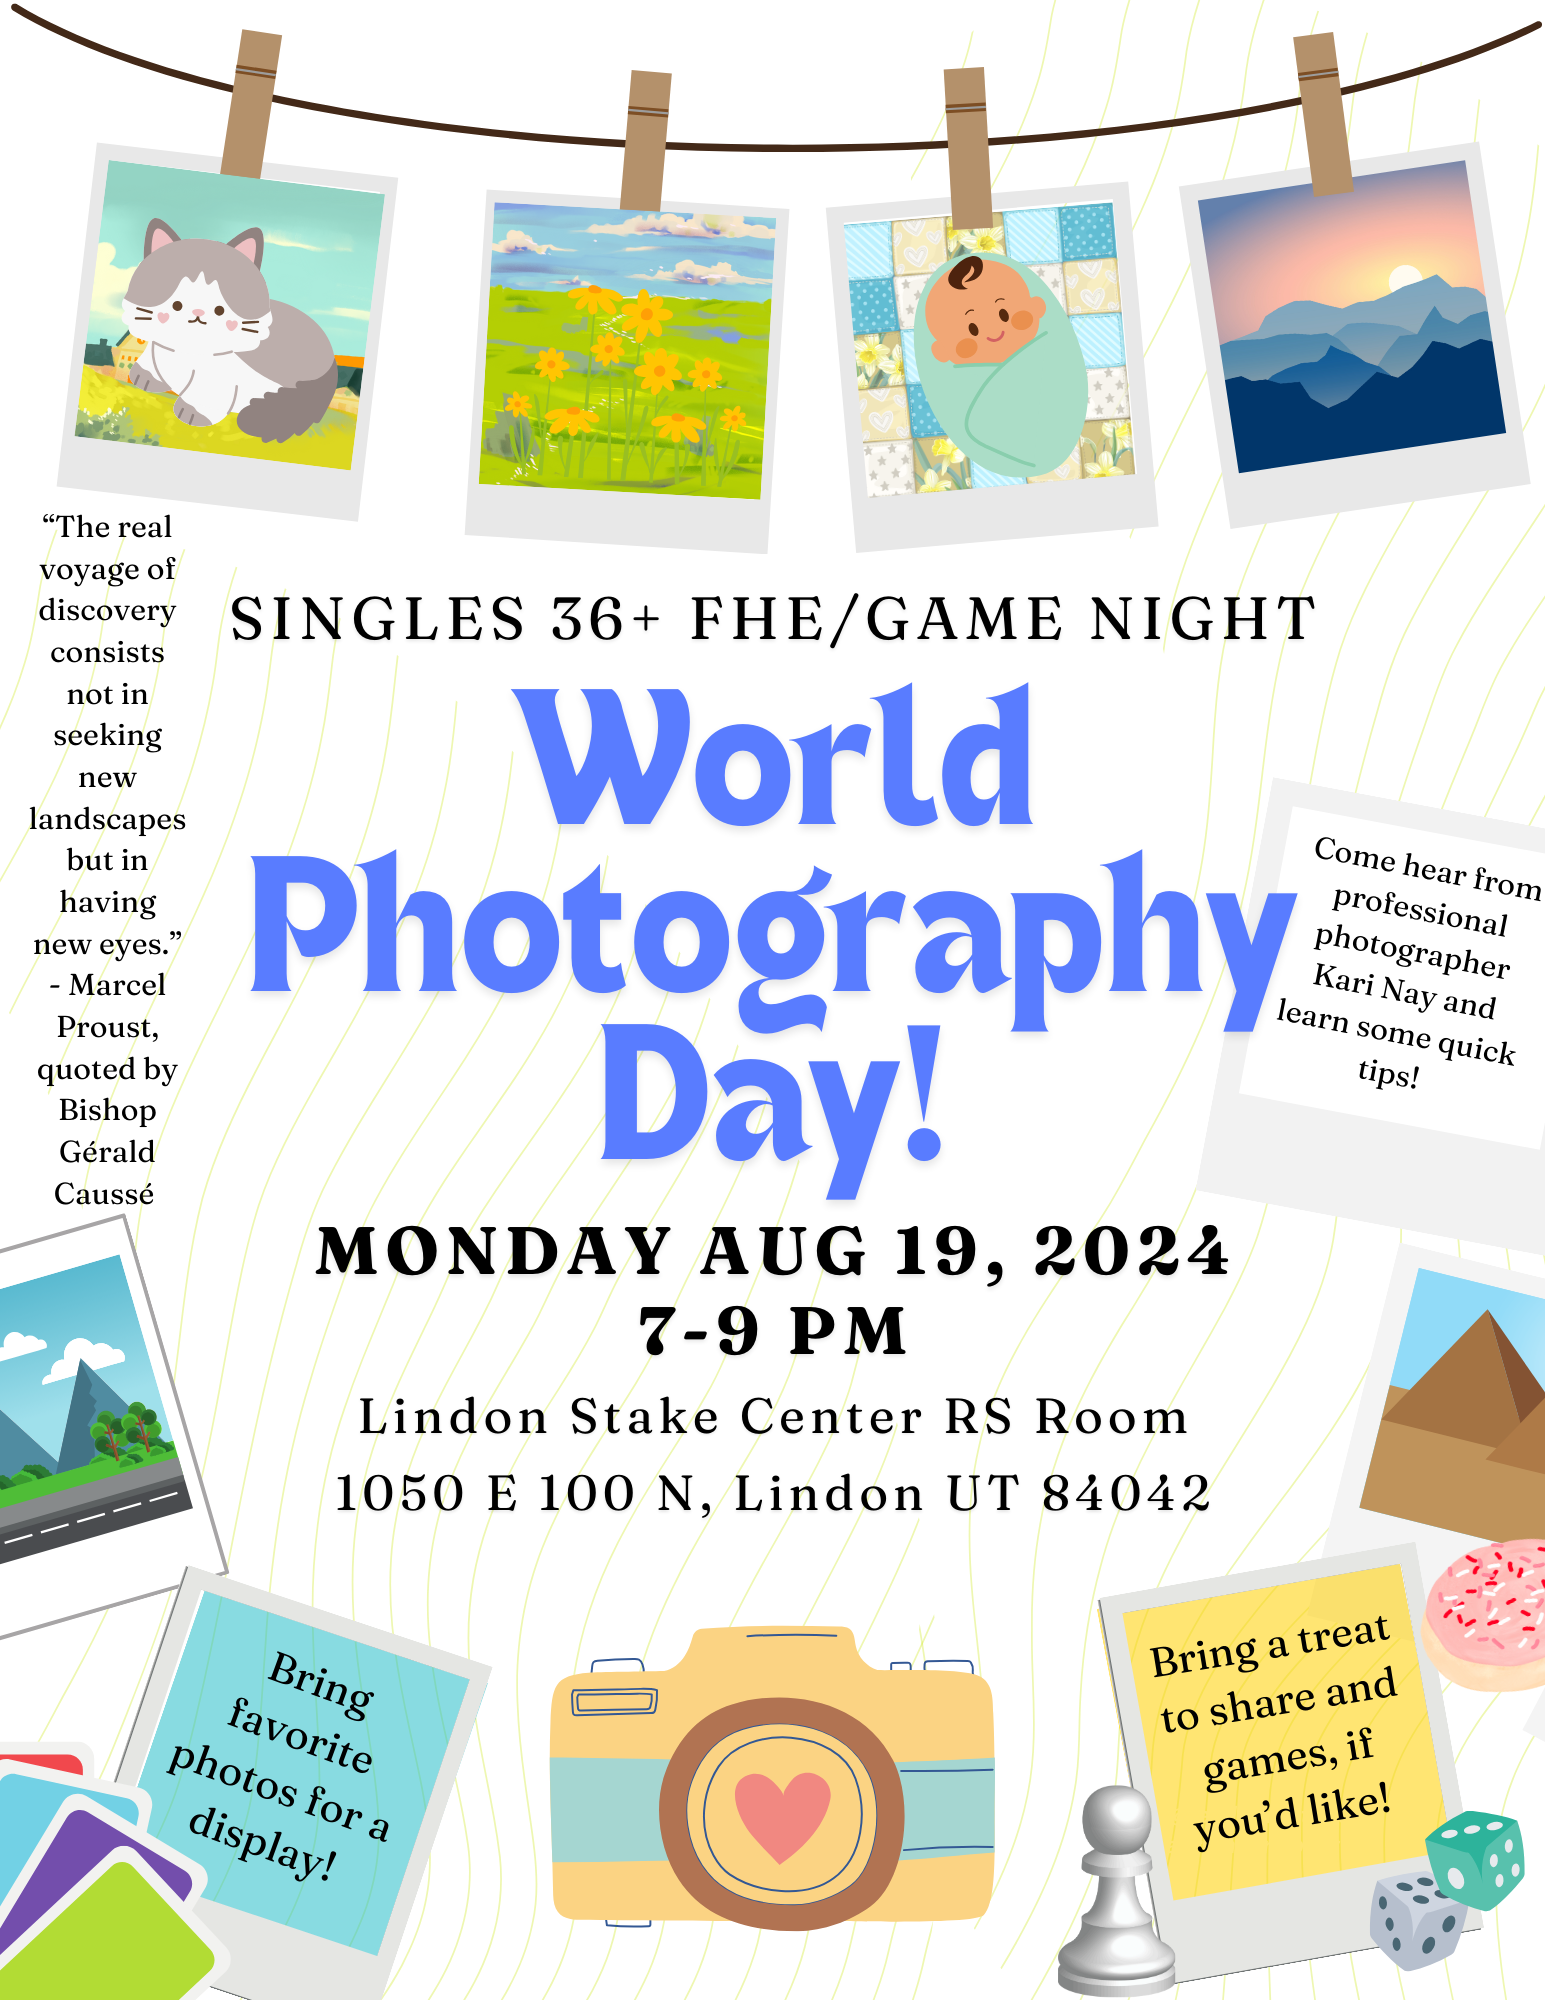 “The real
voyage of
discovery
consists
not in
seeking
new
landscapes
but in
having
new eyes.”
- Marcel
Proust,
quoted by
Bishop
Gérald
Caussé
SINGLES 36+ FHE/GAME NIGHT
World
Photography
Day!
Come hear from
professional
photographer
Kari Nay and
learn some quick
tips!
MONDAY AUG 19, 2024
7-9 PM
Lindon Stake Center RS Room
1050 E 100 N, Lindon UT 84042
Bring
favorite
photos for a
display!
Bring a treat
to share and
games, if
you’d like!